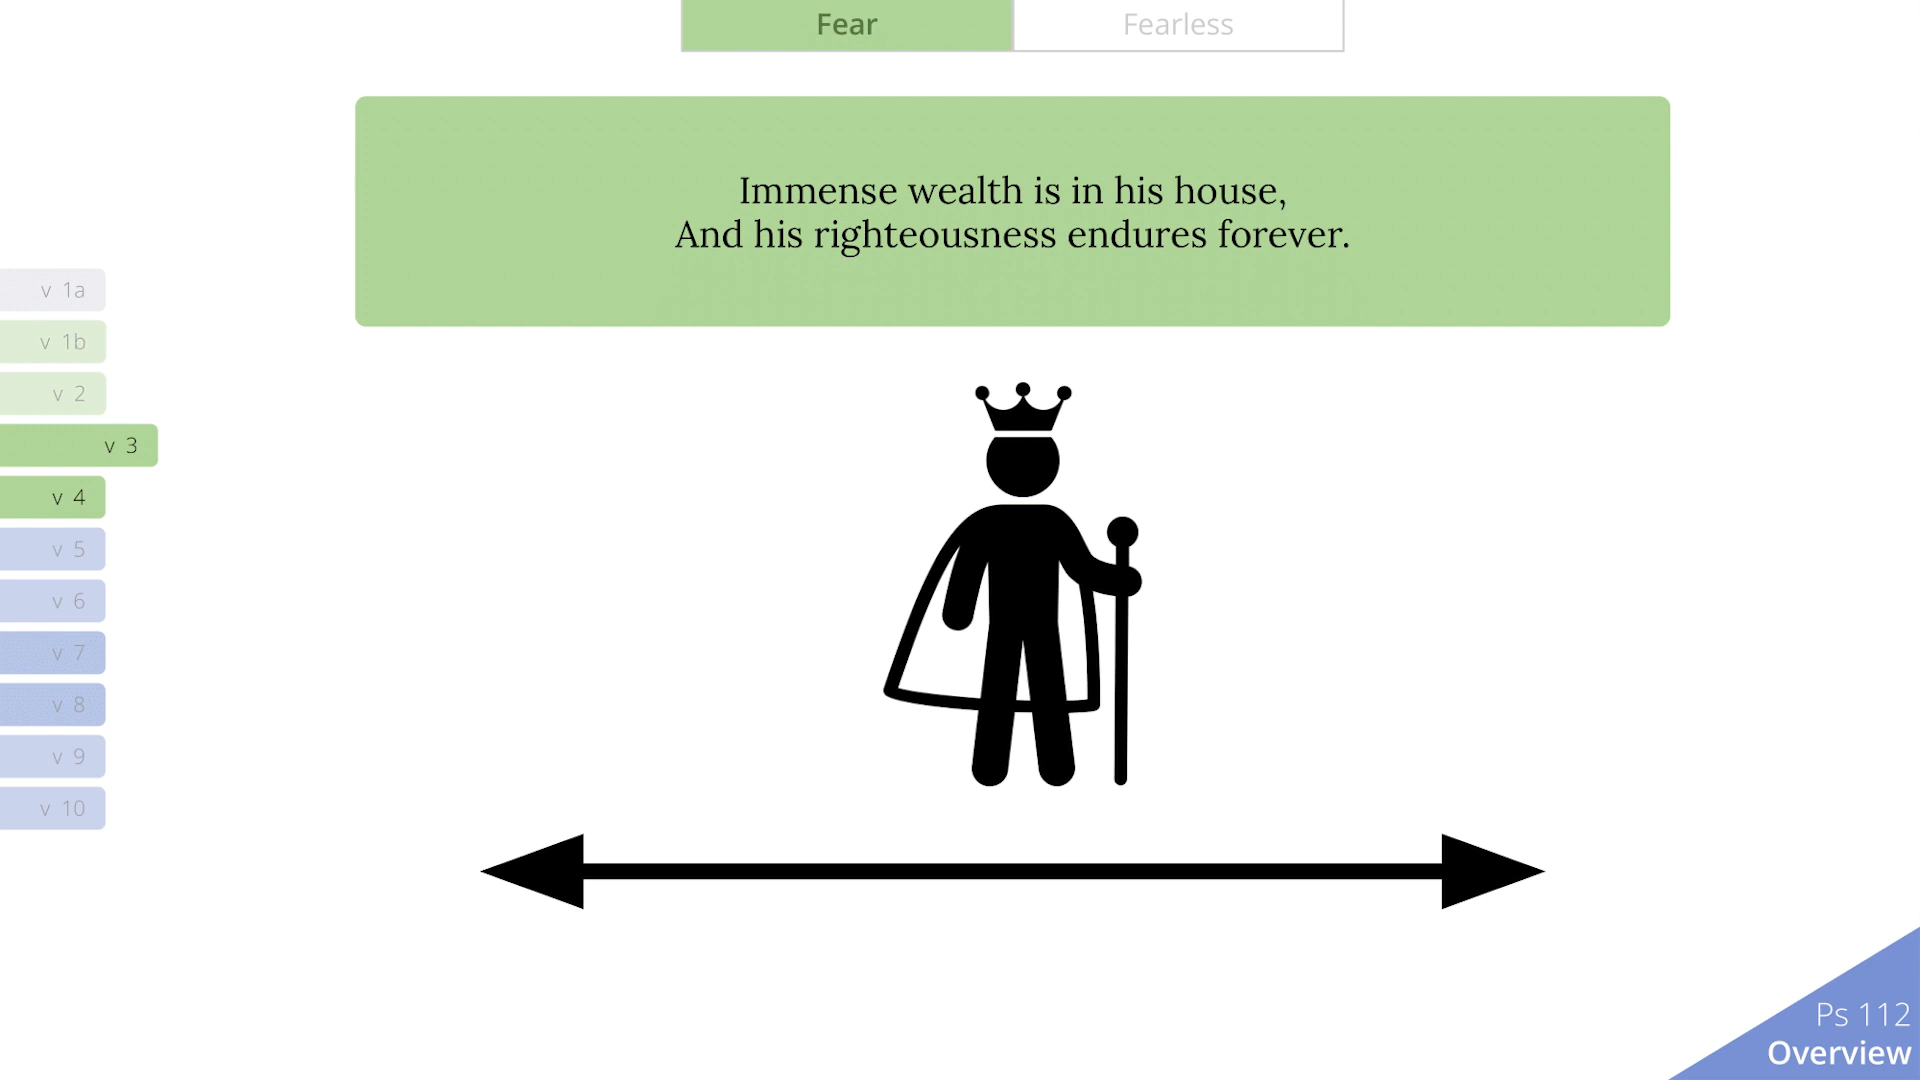 Fear
Fearless
Immense wealth is in his house,
And his righteousness endures forever.
v 1a
v 1b
v 2
v 3
v 4
v 5
v 6
v 7
v 8
v 9
v 10
Ps 112
Overview